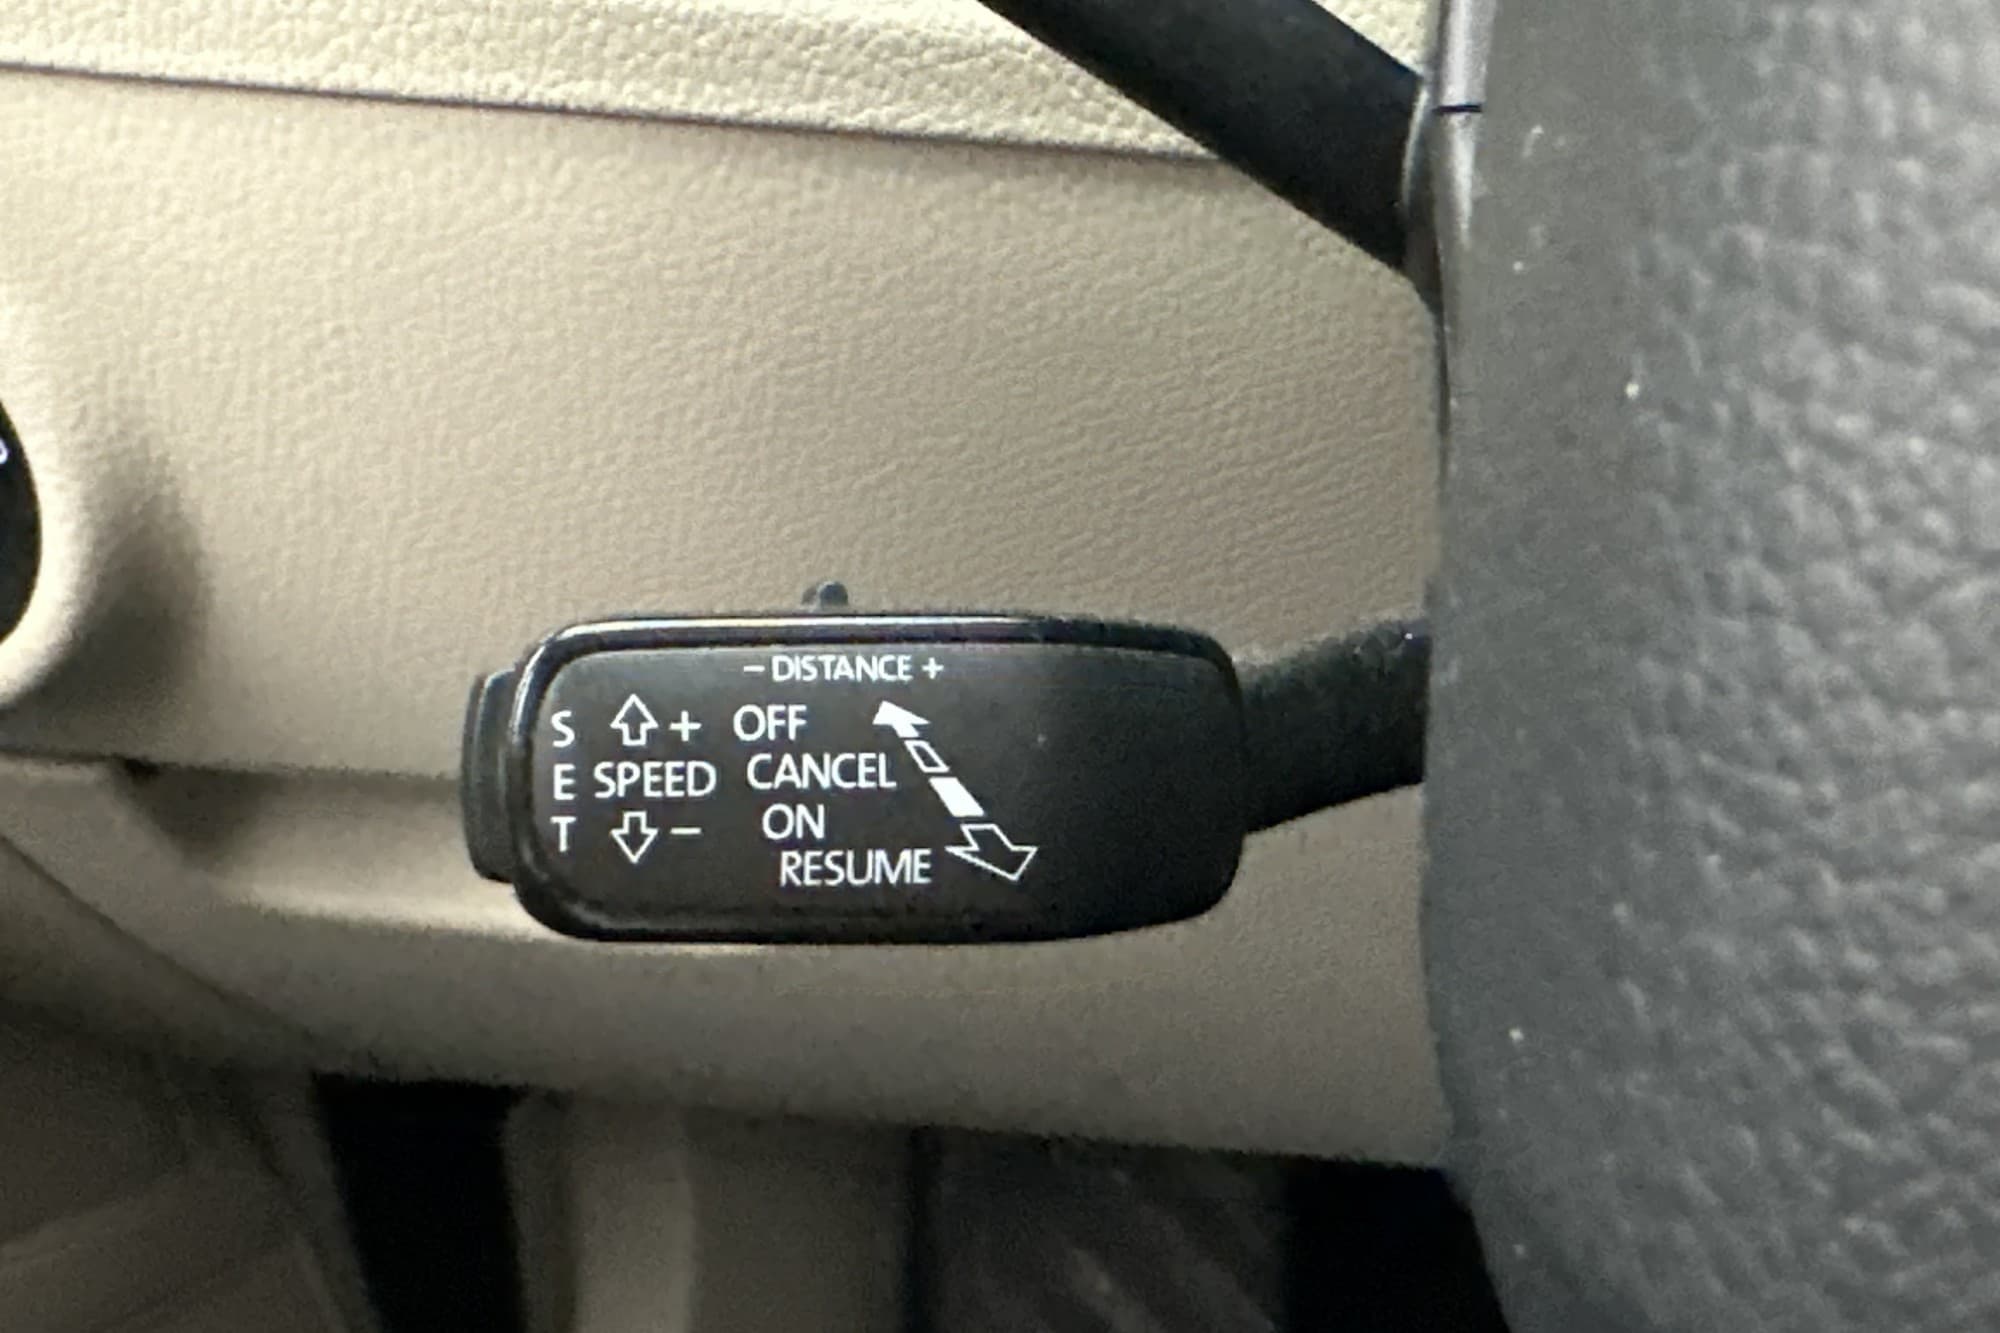 – DISTANCE +
S + OFF
E SPEED CANCEL
T – ON
RESUME